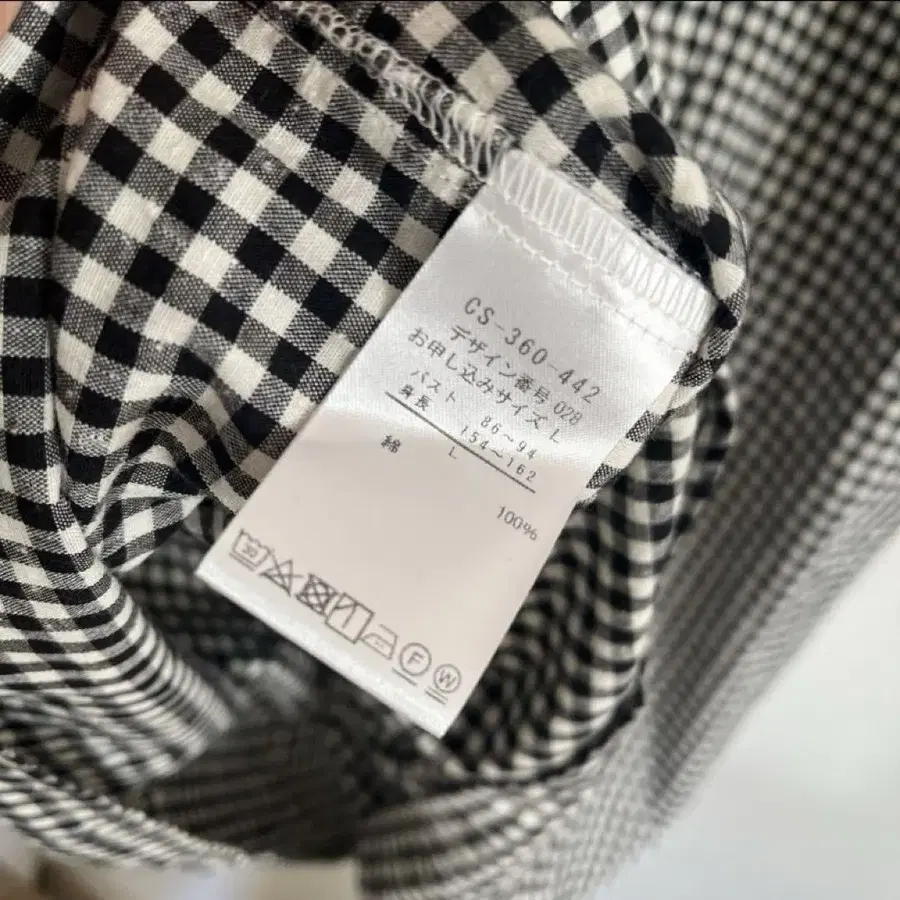 CS-360-442
デザイン番号 028
お申し込みサイズ L
バスト 86〜94
身長 154〜162
L
綿 100%
30
F W